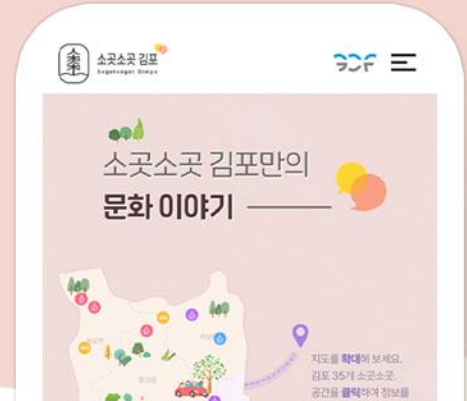 소곳소곳 김포
Sogotsogot Gimpo
소곳소곳 김포만의
문화 이야기
지도를 확대해 보세요.
김포 35개 소곳소곳
공간을 클릭하여 정보를